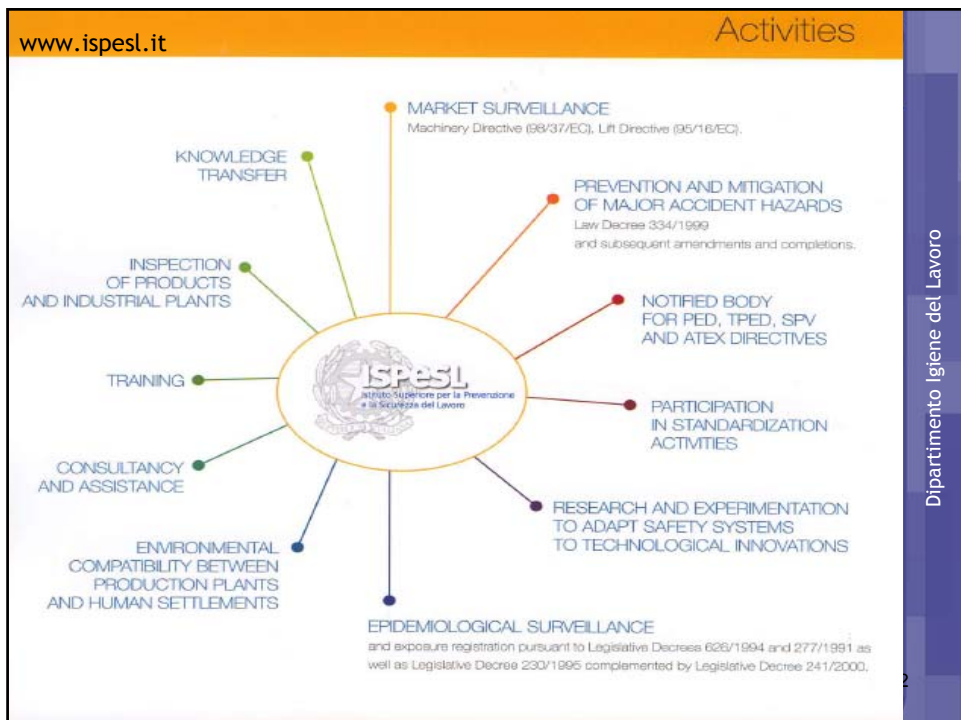 www.ispesl.it
Activities
MARKET SURVEILLANCE
Machinery Directive (98/37/EC), Lift Directive (95/16/EC).
KNOWLEDGE
TRANSFER
PREVENTION AND MITIGATION
OF MAJOR ACCIDENT HAZARDS
Law Decree 334/1999
and subsequent amendments and completions.
INSPECTION
OF PRODUCTS
AND INDUSTRIAL PLANTS
NOTIFIED BODY
FOR PED, TPED, SPV
AND ATEX DIRECTIVES
ISPESL
Istituto Superiore per la Prevenzione
e la Sicurezza del Lavoro
TRAINING
PARTICIPATION
IN STANDARDIZATION
ACTIVITIES
CONSULTANCY
AND ASSISTANCE
RESEARCH AND EXPERIMENTATION
TO ADAPT SAFETY SYSTEMS
TO TECHNOLOGICAL INNOVATIONS
ENVIRONMENTAL
COMPATIBILITY BETWEEN
PRODUCTION PLANTS
AND HUMAN SETTLEMENTS
EPIDEMIOLOGICAL SURVEILLANCE
and exposure registration pursuant to Legislative Decrees 626/1994 and 277/1991 as
well as Legislative Decree 230/1995 complemented by Legislative Decree 241/2000.
Dipartimento Igiene del Lavoro
2